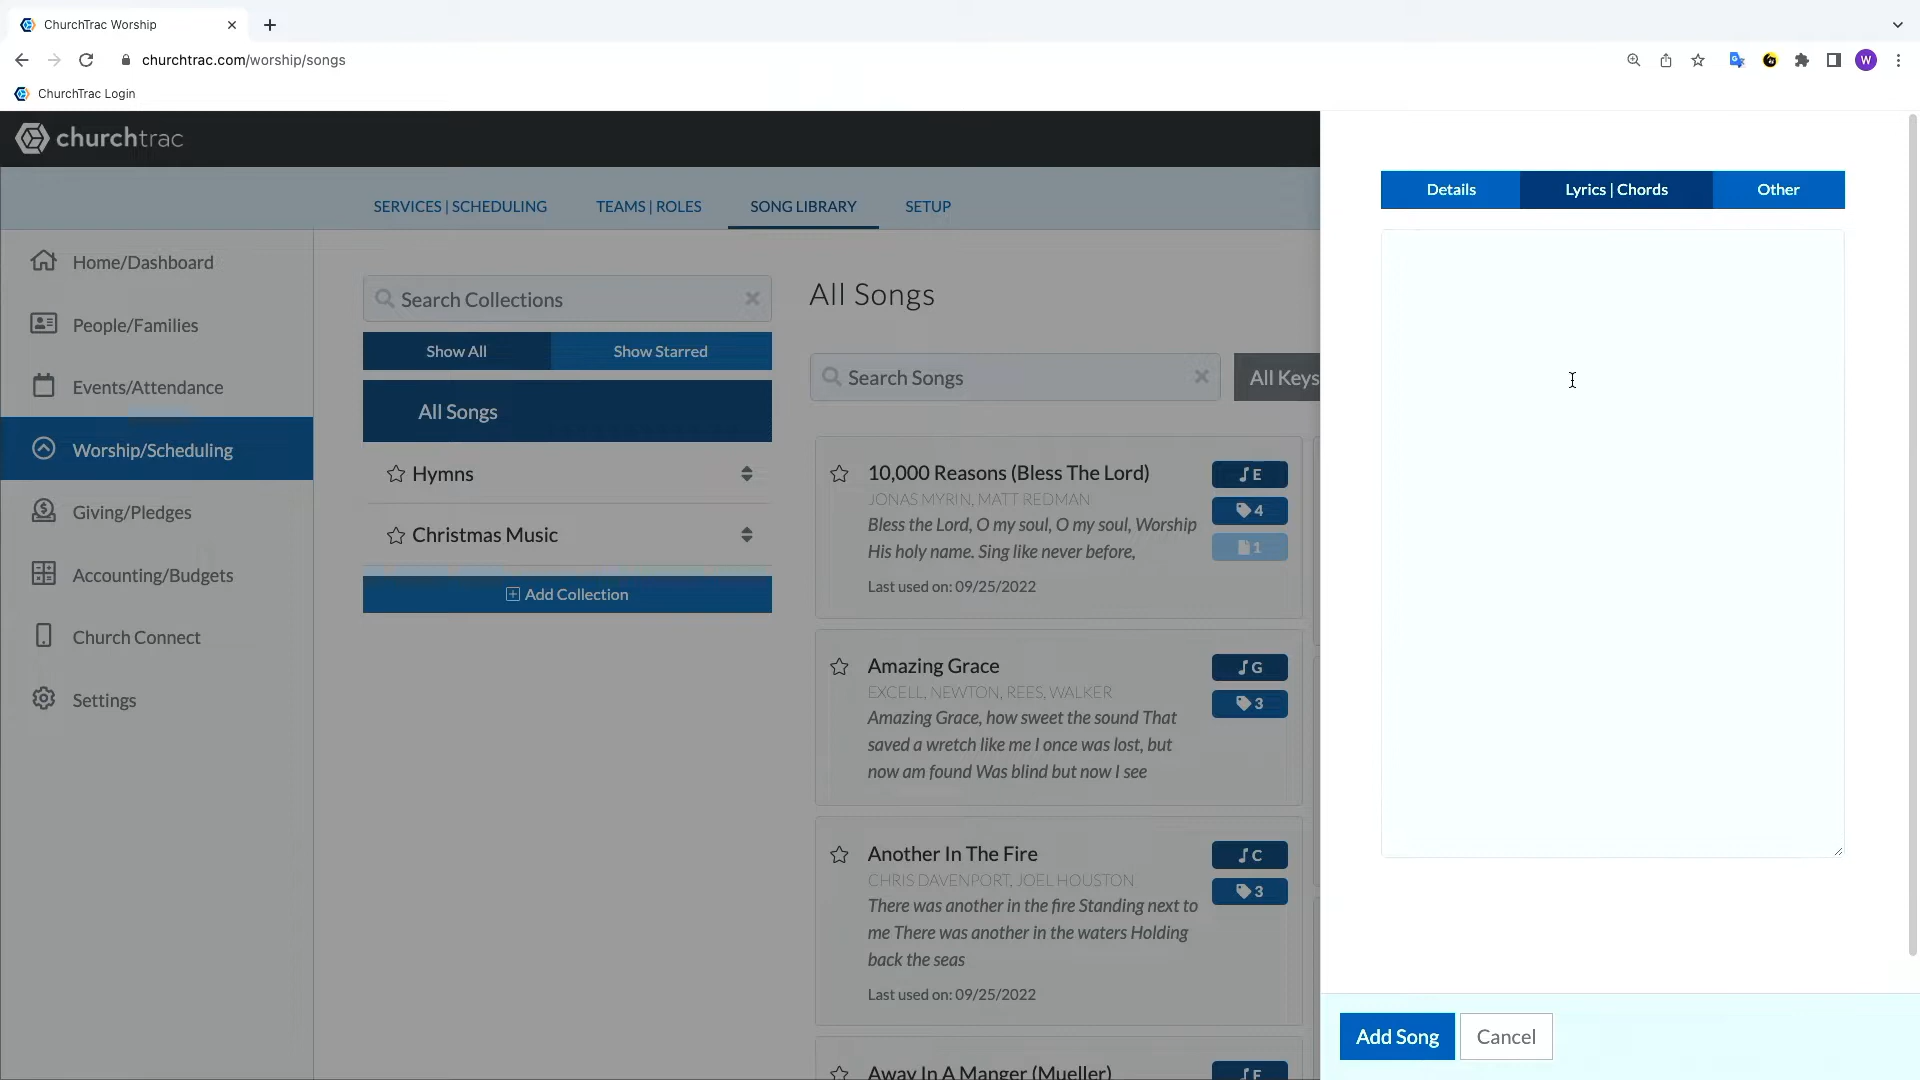 ChurchTrac Worship
churchtrac.com/worship/songs
W
ChurchTrac Login
churchtrac
SERVICES | SCHEDULING
TEAMS | ROLES
SONG LIBRARY
SETUP
Home/Dashboard
People/Families
Events/Attendance
Worship/Scheduling
Giving/Pledges
Accounting/Budgets
Church Connect
Settings
Search Collections
Show All
Show Starred
All Songs
Hymns
Christmas Music
Add Collection
All Songs
Search Songs
All Keys
10,000 Reasons (Bless The Lord)
E
JONAS MYRIN, MATT REDMAN
4
Bless the Lord, O my soul, O my soul, Worship
His holy name. Sing like never before,
1
Last used on: 09/25/2022
Amazing Grace
G
EXCELL, NEWTON, REES, WALKER
3
Amazing Grace, how sweet the sound That
saved a wretch like me I once was lost, but
now am found Was blind but now I see
Another In The Fire
C
CHRIS DAVENPORT, JOEL HOUSTON
3
There was another in the fire Standing next to
me There was another in the waters Holding
back the seas
Last used on: 09/25/2022
Away In A Manger (Mueller)
F
Details
Lyrics | Chords
Other
Add Song
Cancel